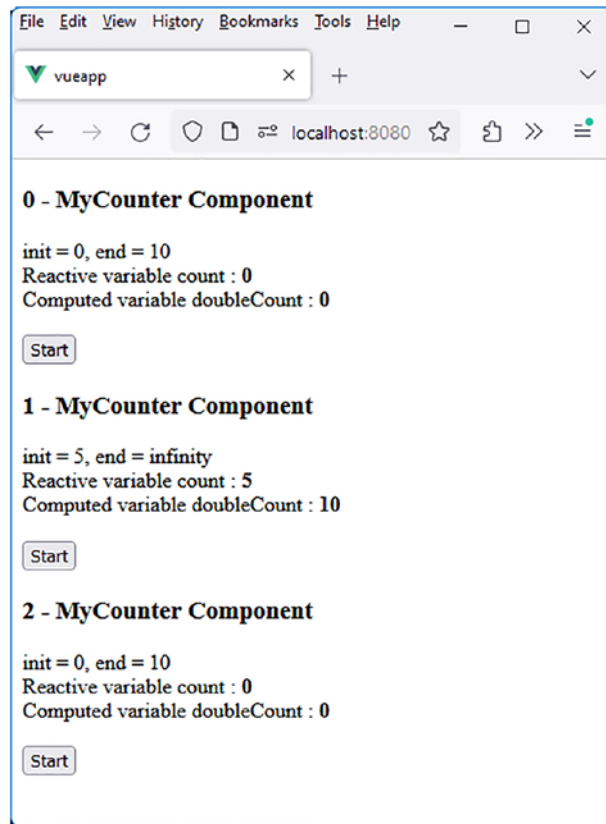 File Edit View History Bookmarks Tools Help
vueapp
localhost:8080
0 - MyCounter Component
init = 0, end = 10
Reactive variable count : 0
Computed variable doubleCount : 0
Start
1 - MyCounter Component
init = 5, end = infinity
Reactive variable count : 5
Computed variable doubleCount : 10
Start
2 - MyCounter Component
init = 0, end = 10
Reactive variable count : 0
Computed variable doubleCount : 0
Start